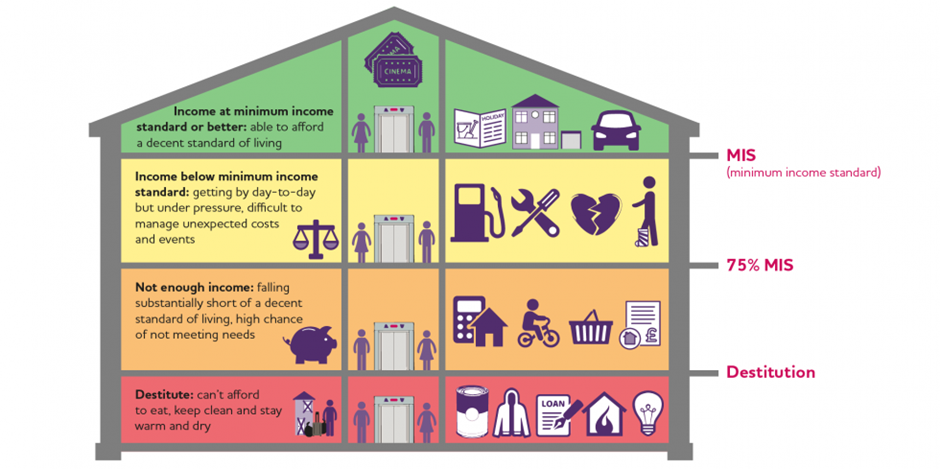 CINEMA
Income at minimum income
standard or better: able to afford
a decent standard of living
HOLIDAY
MIS
(minimum income standard)
Income below minimum income
standard: getting by day-to-day
but under pressure, difficult to
manage unexpected costs
and events
75% MIS
Not enough income: falling
substantially short of a decent
standard of living, high chance
of not meeting needs
£
Destitution
Destitute: can't afford
to eat, keep clean and stay
warm and dry
LOAN